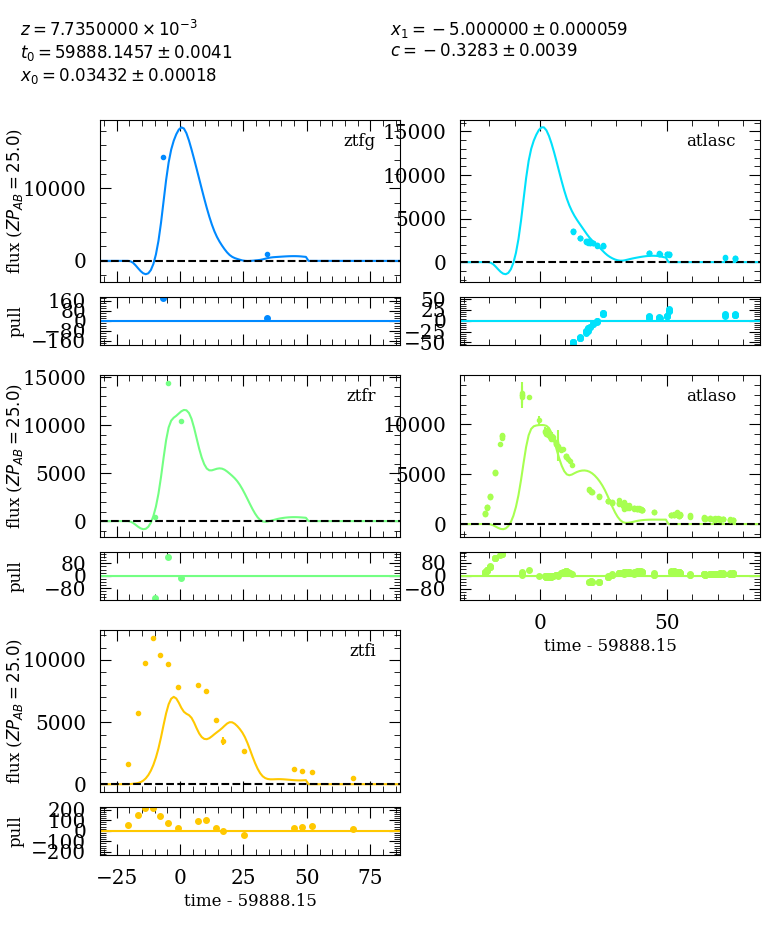 z = 7.7350000 × 10⁻³
t₀ = 59888.1457 ± 0.0041
x₀ = 0.03432 ± 0.00018
x₁ = −5.000000 ± 0.000059
c = −0.3283 ± 0.0039
ztfg
10000
0
flux (ZP_AB = 25.0)
160
80
0
−80
−160
pull
atlasc
15000
10000
5000
0
50
25
0
−25
−50
ztfr
15000
10000
5000
0
flux (ZP_AB = 25.0)
80
0
−80
pull
atlaso
10000
5000
0
80
0
−80
0 50
time - 59888.15
ztfi
10000
5000
0
flux (ZP_AB = 25.0)
200
100
0
−100
−200
pull
−25 0 25 50 75
time - 59888.15